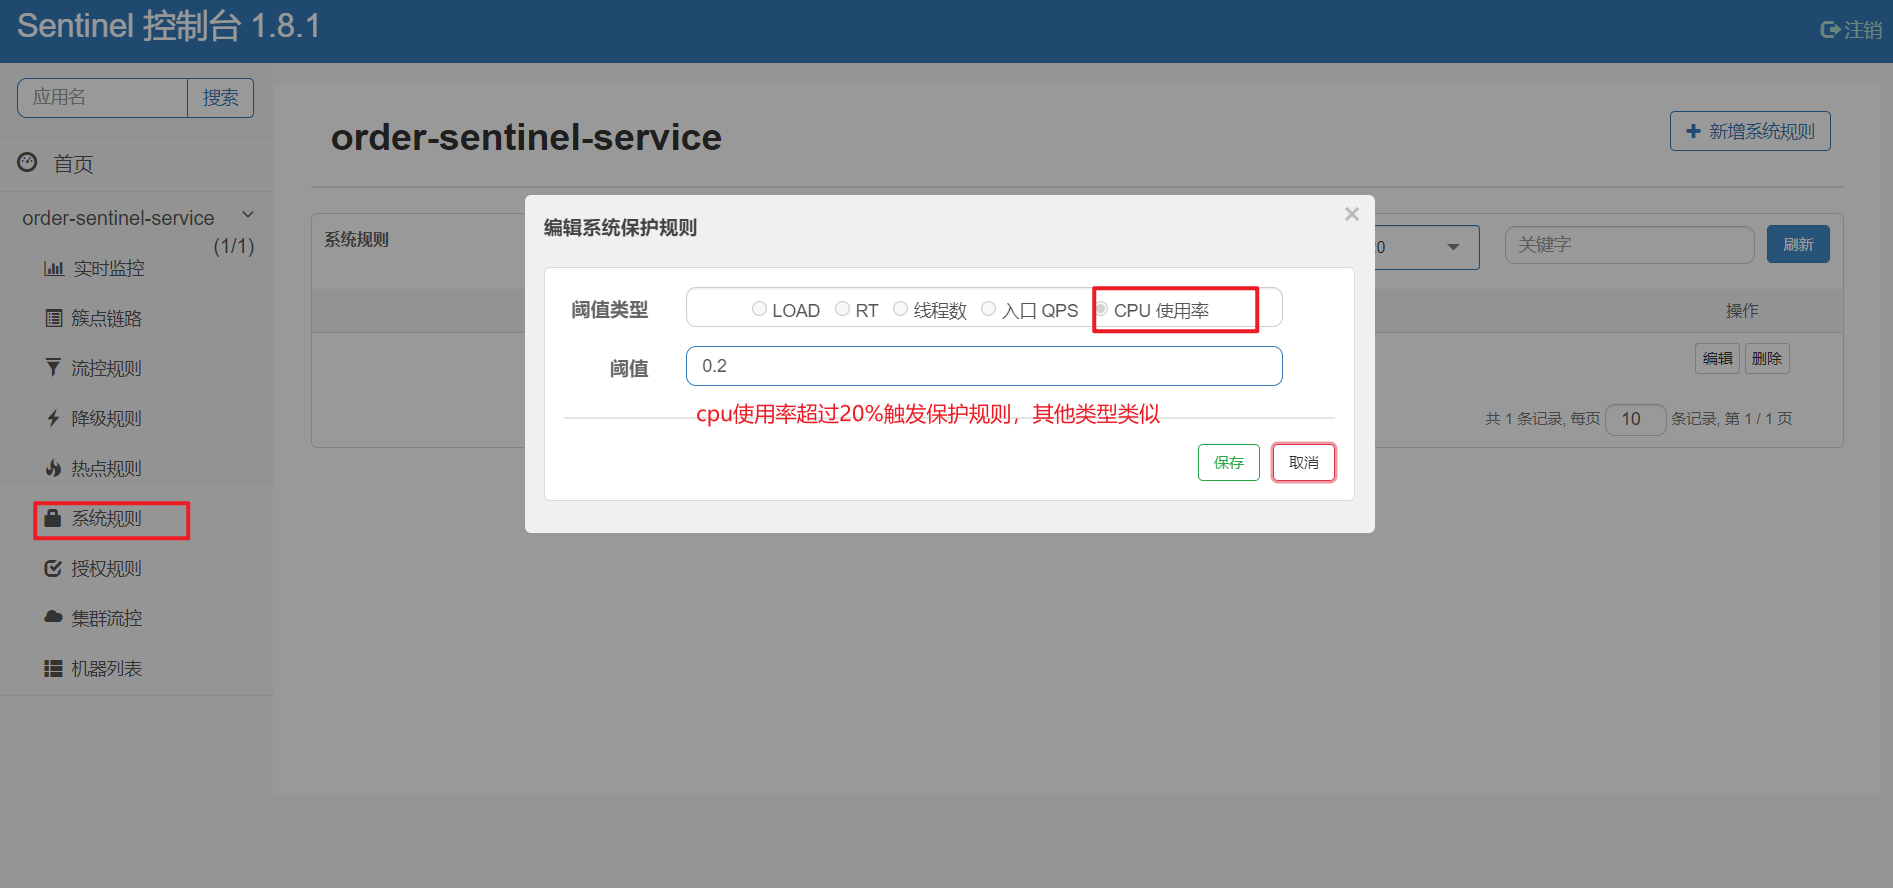 Sentinel 控制台 1.8.1
注销
应用名
搜索
首页
order-sentinel-service
(1/1)
实时监控
簇点链路
流控规则
降级规则
热点规则
系统规则
授权规则
集群流控
机器列表
order-sentinel-service
新增系统规则
系统规则
关键字
刷新
操作
编辑 删除
共 1 条记录, 每页 10 条记录, 第 1 / 1 页
编辑系统保护规则
×
阈值类型 LOAD RT 线程数 入口 QPS CPU 使用率
阈值 0.2
cpu使用率超过20%触发保护规则，其他类型类似
保存 取消